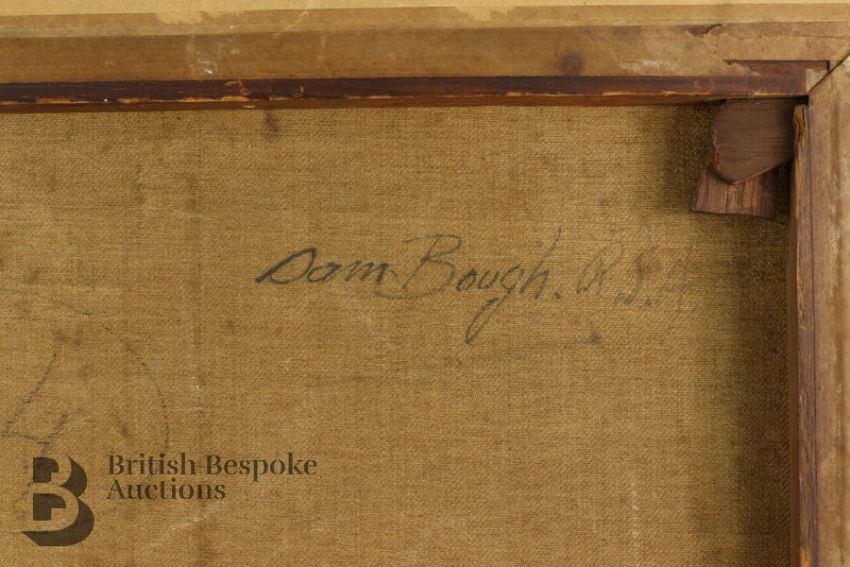 Sam Bough. R.S.A.
British Bespoke
Auctions